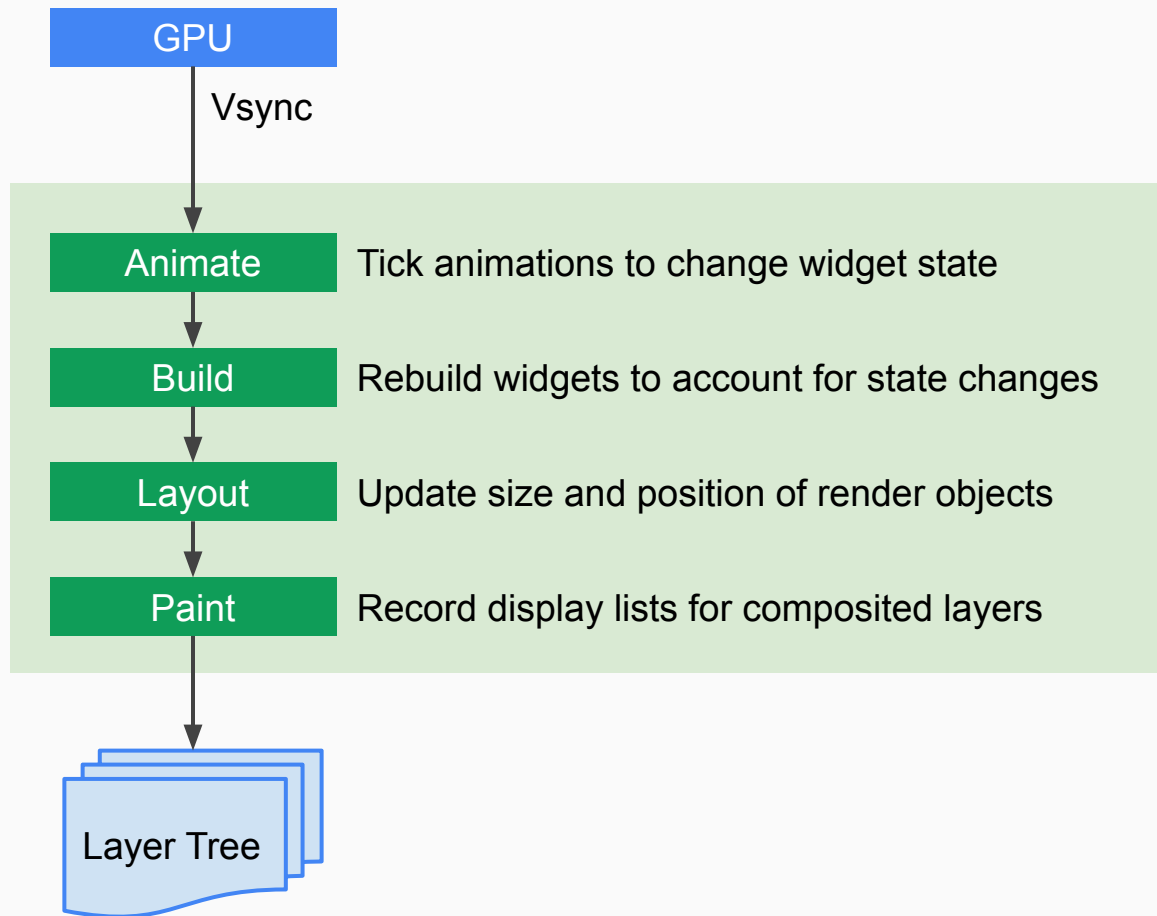 GPU
Vsync
Animate
Tick animations to change widget state
Build
Rebuild widgets to account for state changes
Layout
Update size and position of render objects
Paint
Record display lists for composited layers
Layer Tree